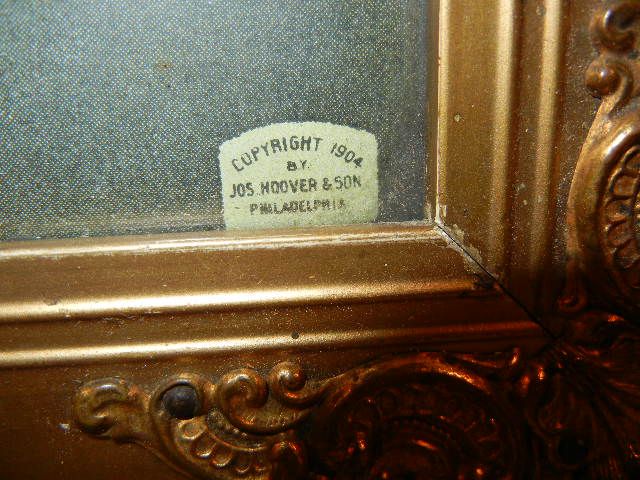 COPYRIGHT 1904
BY
JOS. HOOVER & SON
PHILADELPHIA